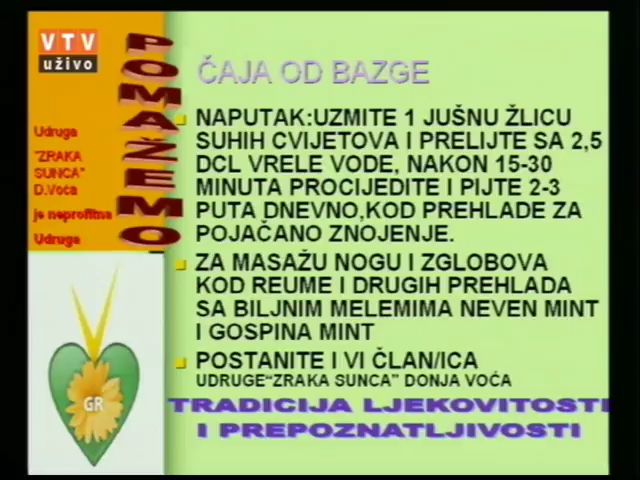 VTV
uživo
POMAŽEMO
Udruga
"ZRAKA
SUNCA"
D.Voća
je neprofitna
Udruga
GR
ČAJA OD BAZGE
NAPUTAK:UZMITE 1 JUŠNU ŽLICU
SUHIH CVIJETOVA I PRELIJTE SA 2,5
DCL VRELE VODE, NAKON 15-30
MINUTA PROCIJEDITE I PIJTE 2-3
PUTA DNEVNO,KOD PREHLADE ZA
POJAČANO ZNOJENJE.
ZA MASAŽU NOGU I ZGLOBOVA
KOD REUME I DRUGIH PREHLADA
SA BILJNIM MELEMIMA NEVEN MINT
I GOSPINA MINT
POSTANITE I VI ČLAN/ICA
UDRUGE“ZRAKA SUNCA” DONJA VOĆA
TRADICIJA LJEKOVITOSTI
I PREPOZNATLJIVOSTI